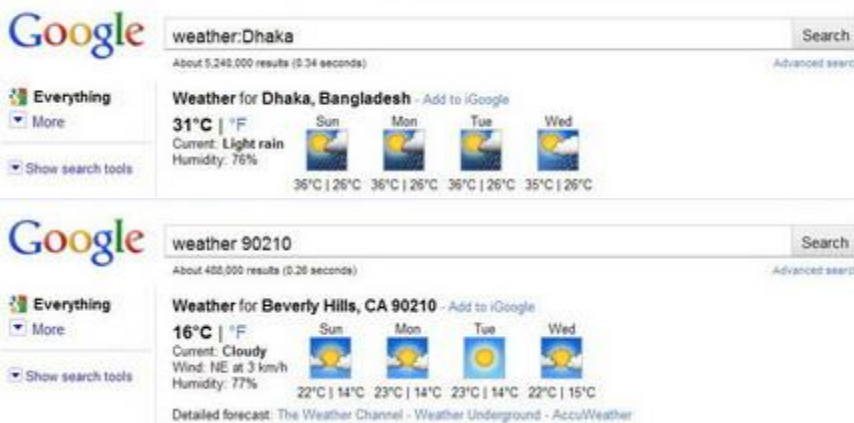 Google weather:Dhaka Search
About 5,240,000 results (0.34 seconds) Advanced searc
Everything
More
Show search tools
Weather for Dhaka, Bangladesh - Add to iGoogle
31°C | °F Sun Mon Tue Wed
Current: Light rain
Humidity: 76%
36°C | 26°C 36°C | 26°C 36°C | 26°C 35°C | 26°C
Google weather 90210 Search
About 488,000 results (0.26 seconds) Advanced searc
Everything
More
Show search tools
Weather for Beverly Hills, CA 90210 - Add to iGoogle
16°C | °F Sun Mon Tue Wed
Current: Cloudy
Wind: NE at 3 km/h
Humidity: 77%
22°C | 14°C 23°C | 14°C 23°C | 14°C 22°C | 15°C
Detailed forecast: The Weather Channel - Weather Underground - AccuWeather